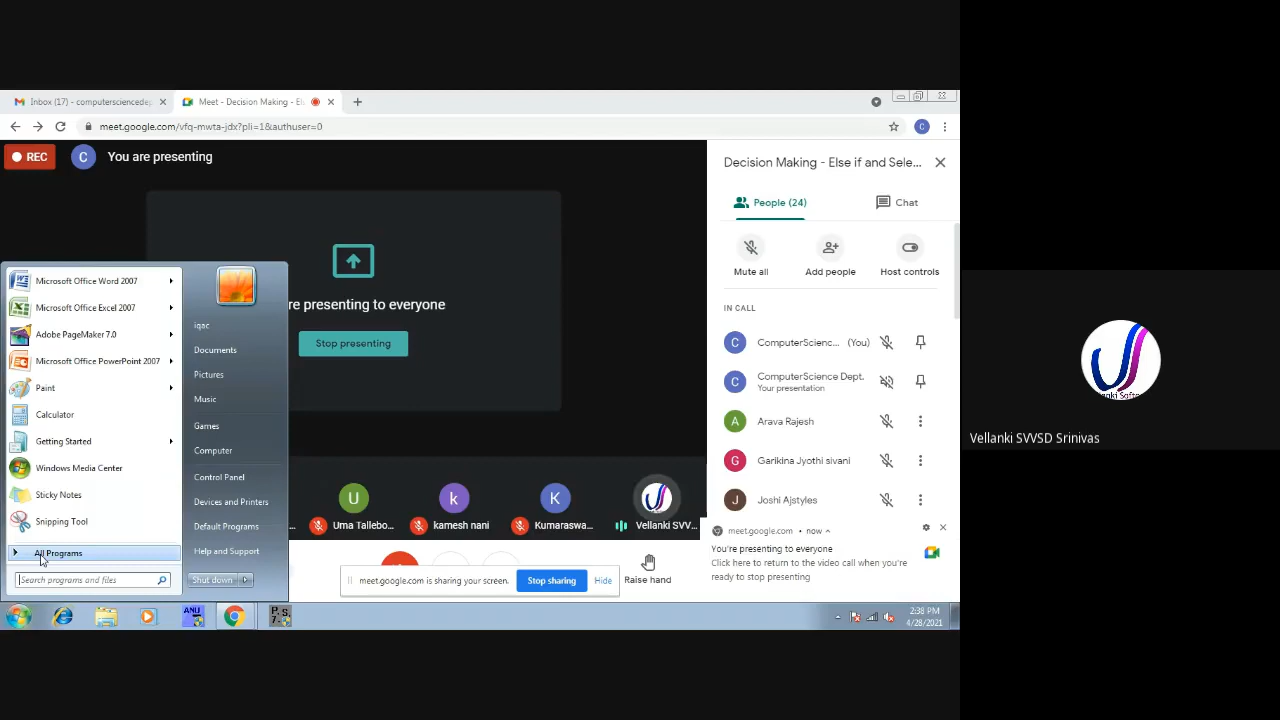 Inbox (17) - computersciencedep
Meet - Decision Making - Els
meet.google.com/vfq-mwta-jdx?pli=1&authuser=0
C
REC
C
You are presenting
re presenting to everyone
Stop presenting
Microsoft Office Word 2007
Microsoft Office Excel 2007
Adobe PageMaker 7.0
Microsoft Office PowerPoint 2007
Paint
Calculator
Getting Started
Windows Media Center
Sticky Notes
Snipping Tool
All Programs
Search programs and files
iqac
Documents
Pictures
Music
Games
Computer
Control Panel
Devices and Printers
Default Programs
Help and Support
Shut down
U
k
K
Uma Tallebo...
kamesh nani
Kumaraswa...
Vellanki SVV...
meet.google.com is sharing your screen.
Stop sharing
Hide
Raise hand
Decision Making - Else if and Sele...
People (24)
Chat
Mute all
Add people
Host controls
IN CALL
C
ComputerScienc... (You)
C
ComputerScience Dept.
Your presentation
A
Arava Rajesh
G
Garikina Jyothi sivani
J
Joshi Ajstyles
meet.google.com • now
You're presenting to everyone
Click here to return to the video call when you're
ready to stop presenting
ANU
2:38 PM
4/28/2021
Vellanki SVVSD Srinivas